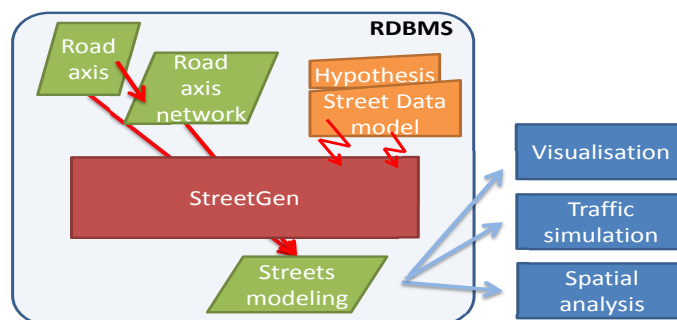 RDBMS
Road
axis
Road
axis
network
Hypothesis
Street Data
model
StreetGen
Streets
modeling
Visualisation
Traffic
simulation
Spatial
analysis